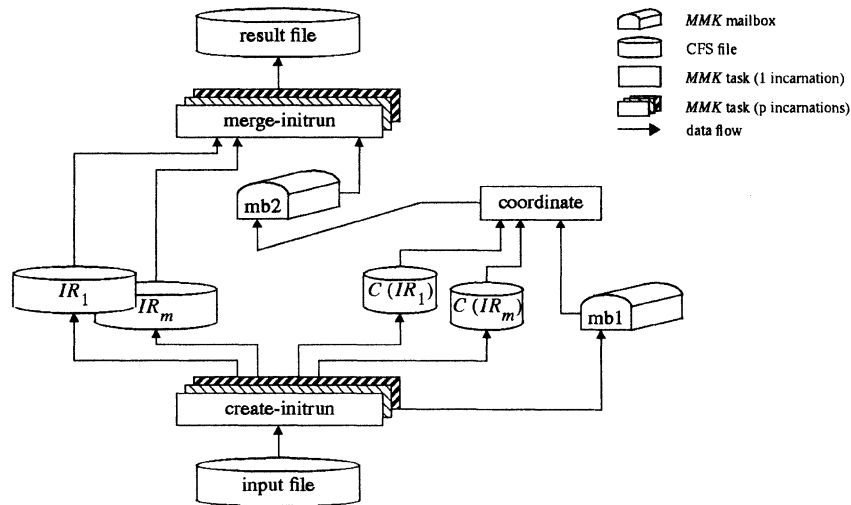 result file
MMK mailbox
CFS file
MMK task (1 incarnation)
MMK task (p incarnations)
data flow
merge-initrun
mb2
coordinate
IR1
IRm
C (IR1)
C (IRm)
mb1
create-initrun
input file